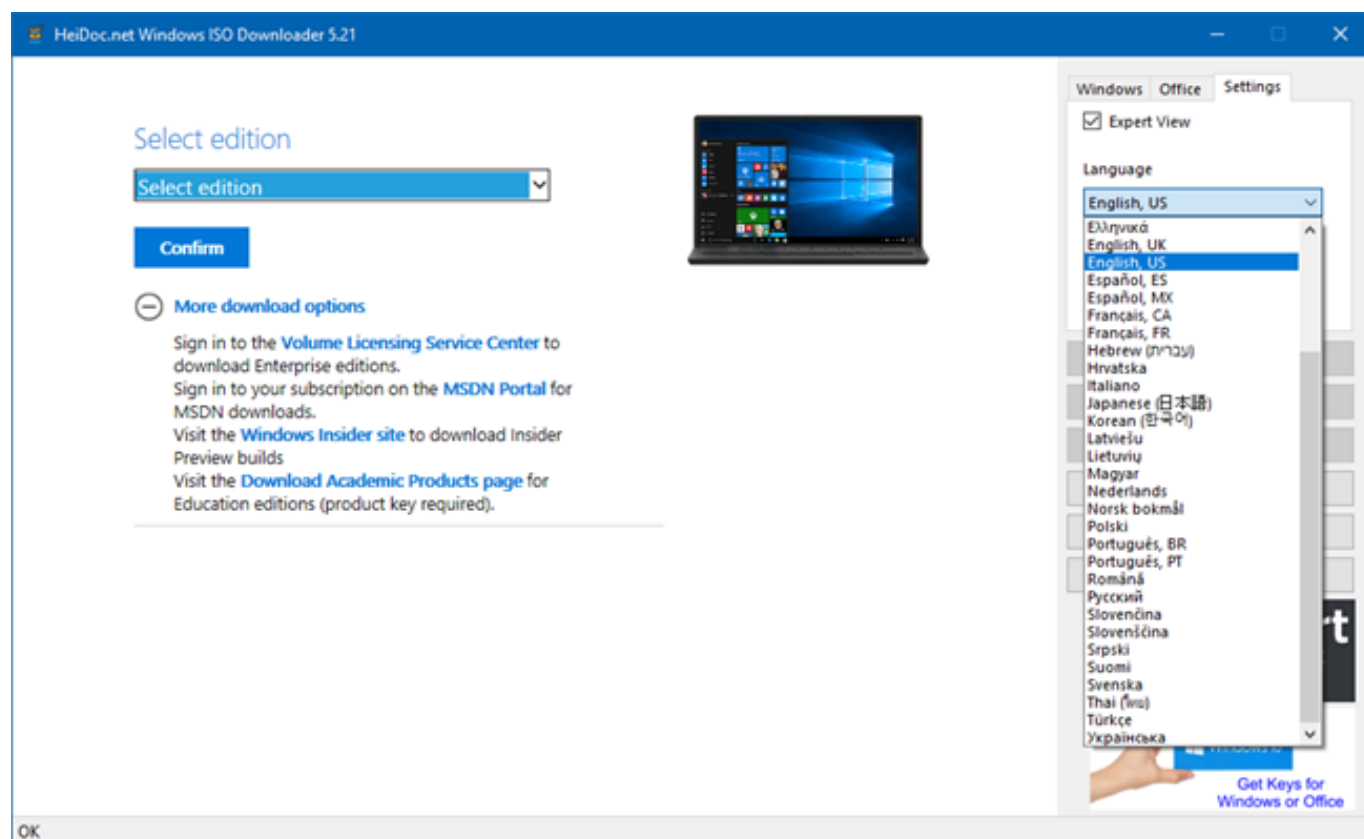 HeiDoc.net Windows ISO Downloader 5.21
Select edition
Select edition
Confirm
More download options
Sign in to the Volume Licensing Service Center to
download Enterprise editions.
Sign in to your subscription on the MSDN Portal for
MSDN downloads.
Visit the Windows Insider site to download Insider
Preview builds
Visit the Download Academic Products page for
Education editions (product key required).
Windows Office Settings
Expert View
Language
English, US
Ελληνικά
English, UK
English, US
Español, ES
Español, MX
Français, CA
Français, FR
Hebrew (עברית)
Hrvatska
Italiano
Japanese (日本語)
Korean (한국어)
Latviešu
Lietuvių
Magyar
Nederlands
Norsk bokmål
Polski
Português, BR
Português, PT
Română
Русский
Slovenčina
Slovenščina
Srpski
Suomi
Svenska
Thai (ไทย)
Türkçe
Українська
Get Keys for
Windows or Office
OK